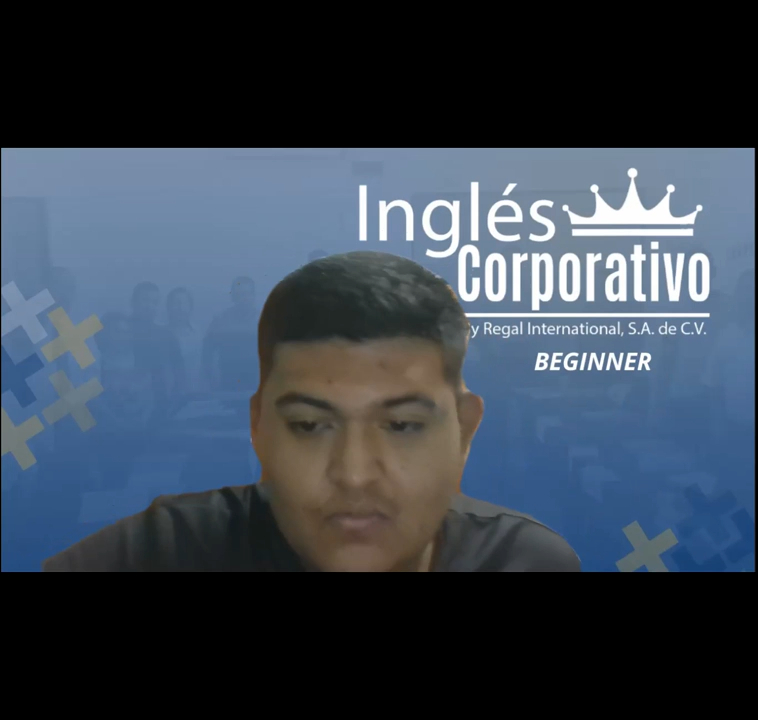 Inglés
Corporativo
y Regal International, S.A. de C.V.
BEGINNER